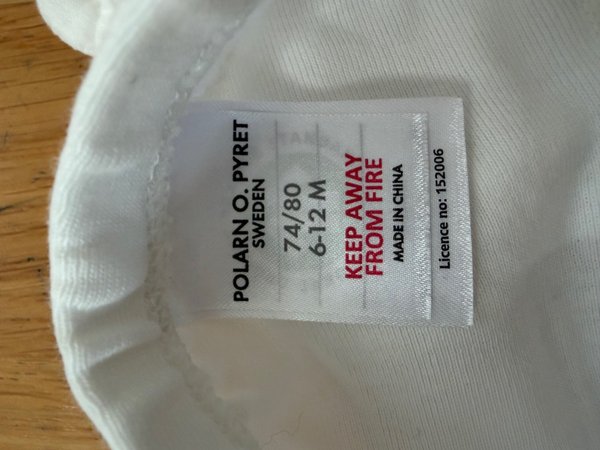 POLARN O. PYRET
SWEDEN
74/80
6-12 M
KEEP AWAY
FROM FIRE
MADE IN CHINA
Licence no: 152006